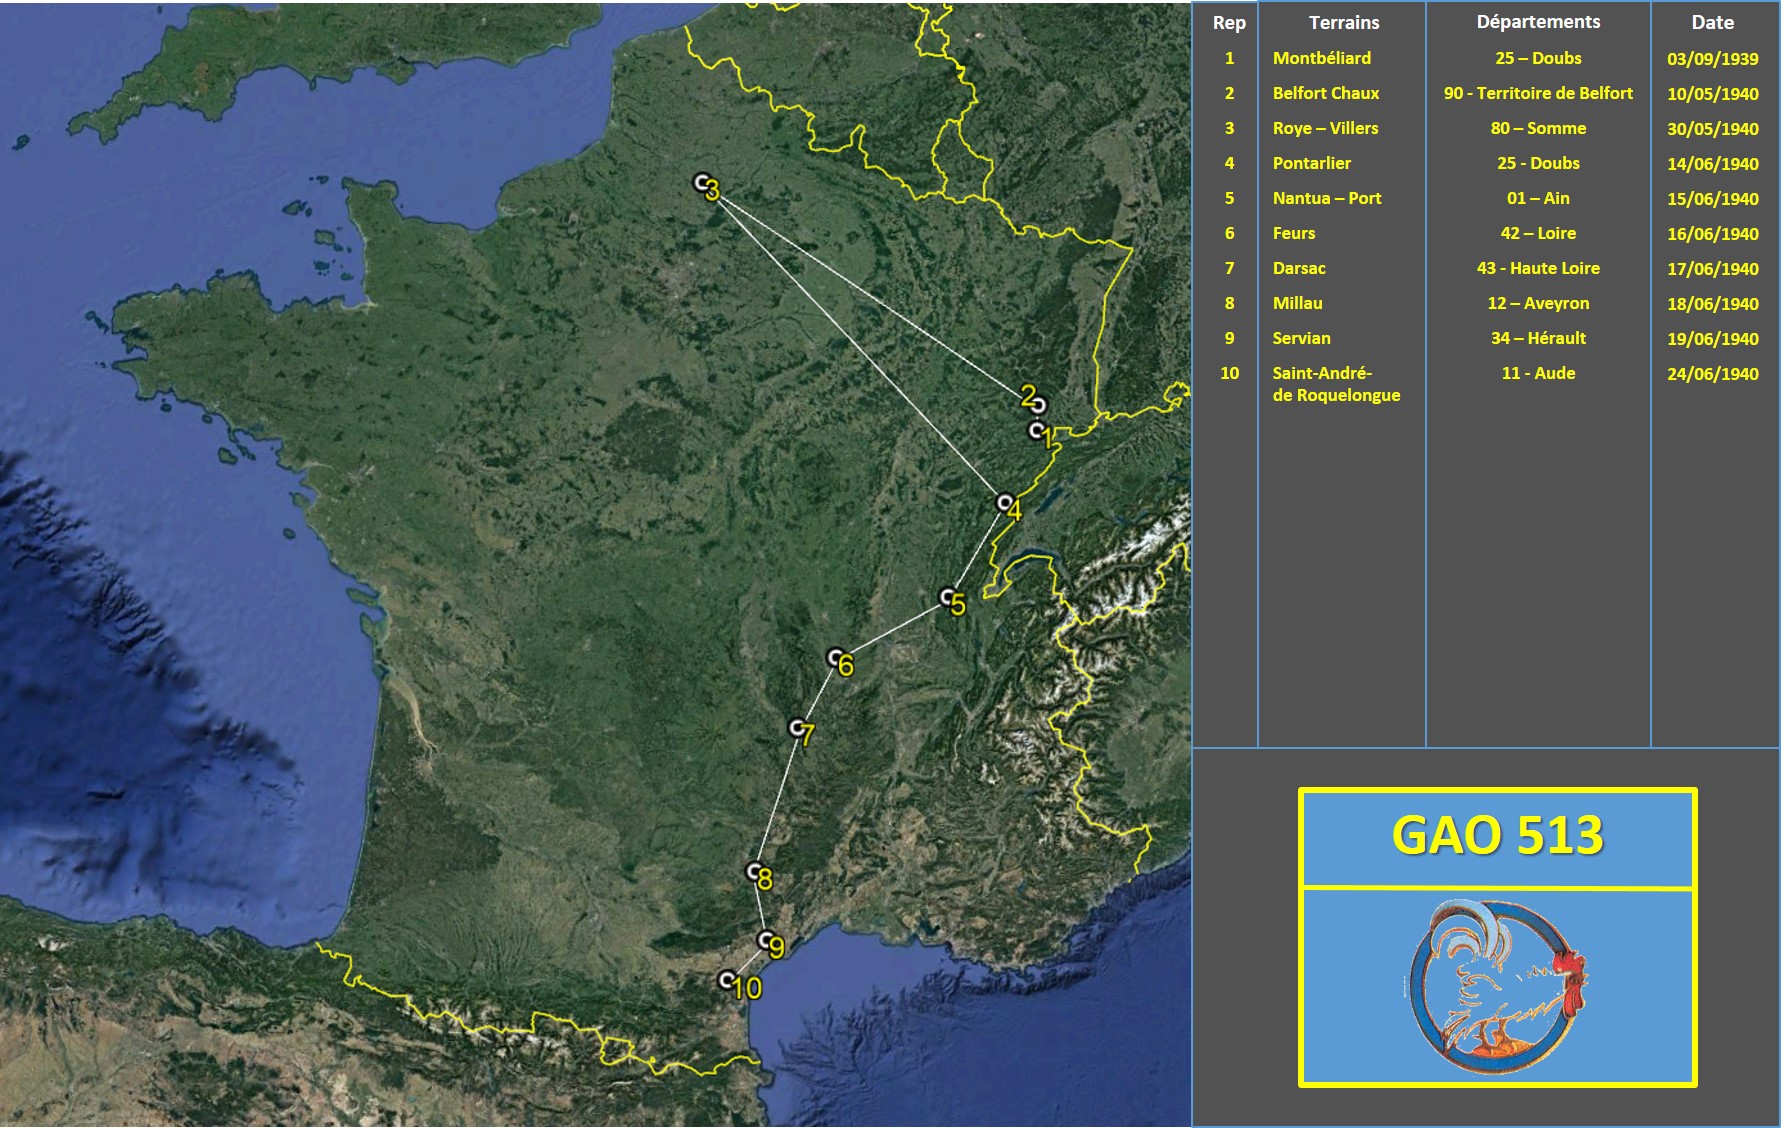 Rep Terrains Départements Date
1 Montbéliard 25 – Doubs 03/09/1939
2 Belfort Chaux 90 - Territoire de Belfort 10/05/1940
3 Roye – Villers 80 – Somme 30/05/1940
4 Pontarlier 25 - Doubs 14/06/1940
5 Nantua – Port 01 – Ain 15/06/1940
6 Feurs 42 – Loire 16/06/1940
7 Darsac 43 - Haute Loire 17/06/1940
8 Millau 12 – Aveyron 18/06/1940
9 Servian 34 – Hérault 19/06/1940
10 Saint-André- 11 - Aude 24/06/1940
de Roquelongue
3
2
1
4
5
6
7
8
9
10
GAO 513